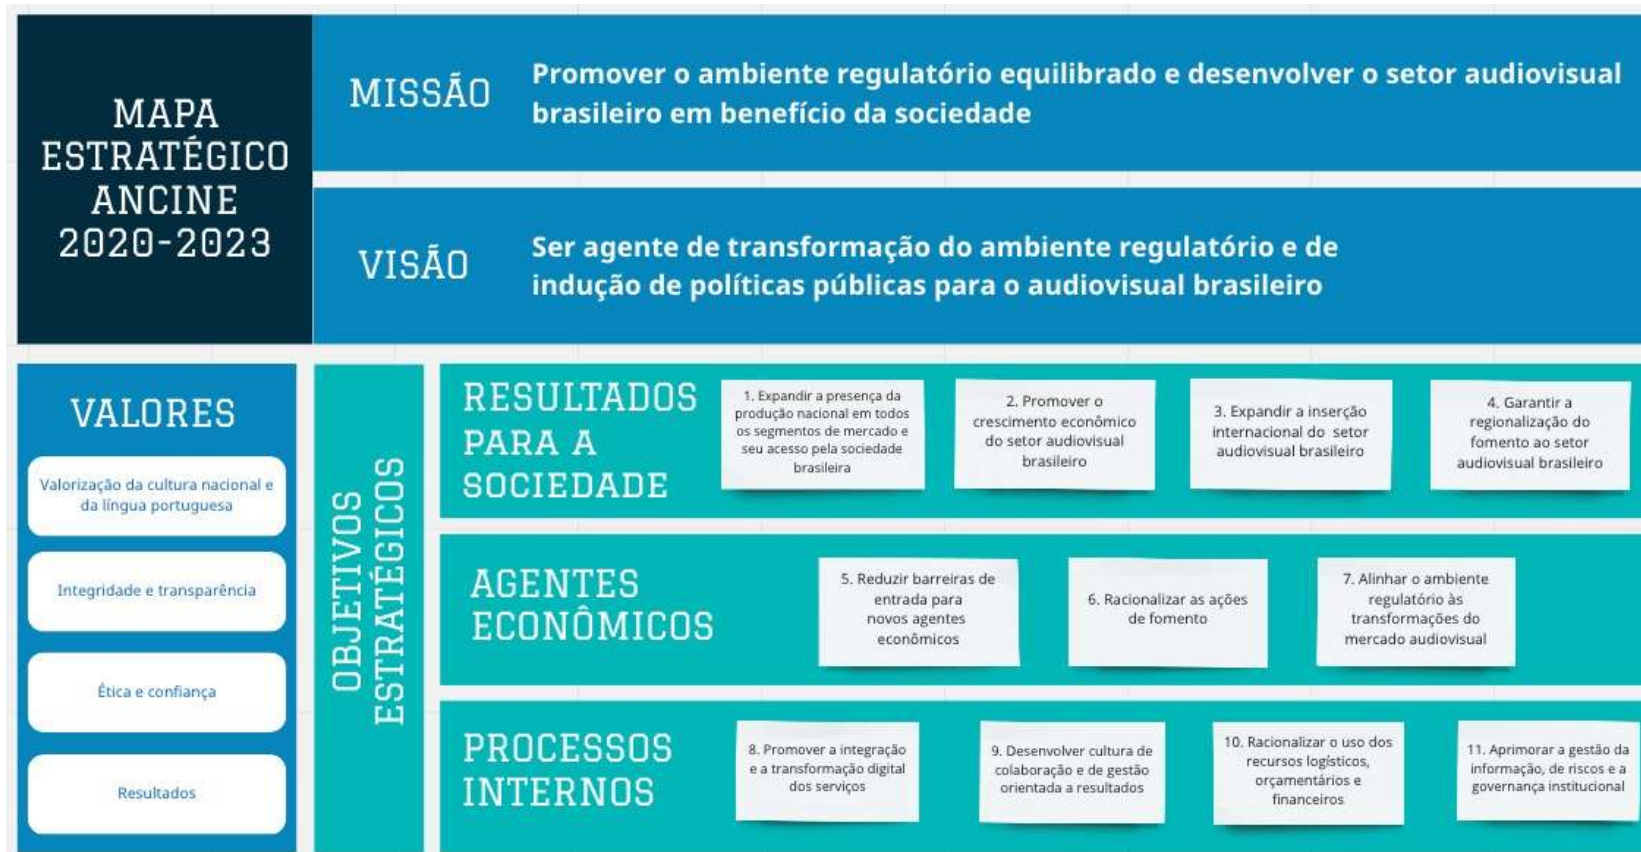 MAPA
ESTRATÉGICO
ANCINE
2020-2023
MISSÃO
Promover o ambiente regulatório equilibrado e desenvolver o setor audiovisual
brasileiro em benefício da sociedade
VISÃO
Ser agente de transformação do ambiente regulatório e de
indução de políticas públicas para o audiovisual brasileiro
VALORES
Valorização da cultura nacional e
da língua portuguesa
Integridade e transparência
Ética e confiança
Resultados
OBJETIVOS
ESTRATÉGICOS
RESULTADOS
PARA A
SOCIEDADE
1. Expandir a presença da
produção nacional em todos
os segmentos de mercado e
seu acesso pela sociedade
brasileira
2. Promover o
crescimento econômico
do setor audiovisual
brasileiro
3. Expandir a inserção
internacional do setor
audiovisual brasileiro
4. Garantir a
regionalização do
fomento ao setor
audiovisual brasileiro
AGENTES
ECONÔMICOS
5. Reduzir barreiras de
entrada para
novos agentes
econômicos
6. Racionalizar as ações
de fomento
7. Alinhar o ambiente
regulatório às
transformações do
mercado audiovisual
PROCESSOS
INTERNOS
8. Promover a integração
e a transformação digital
dos serviços
9. Desenvolver cultura de
colaboração e de gestão
orientada a resultados
10. Racionalizar o uso dos
recursos logísticos,
orçamentários e
financeiros
11. Aprimorar a gestão da
informação, de riscos e a
governança institucional